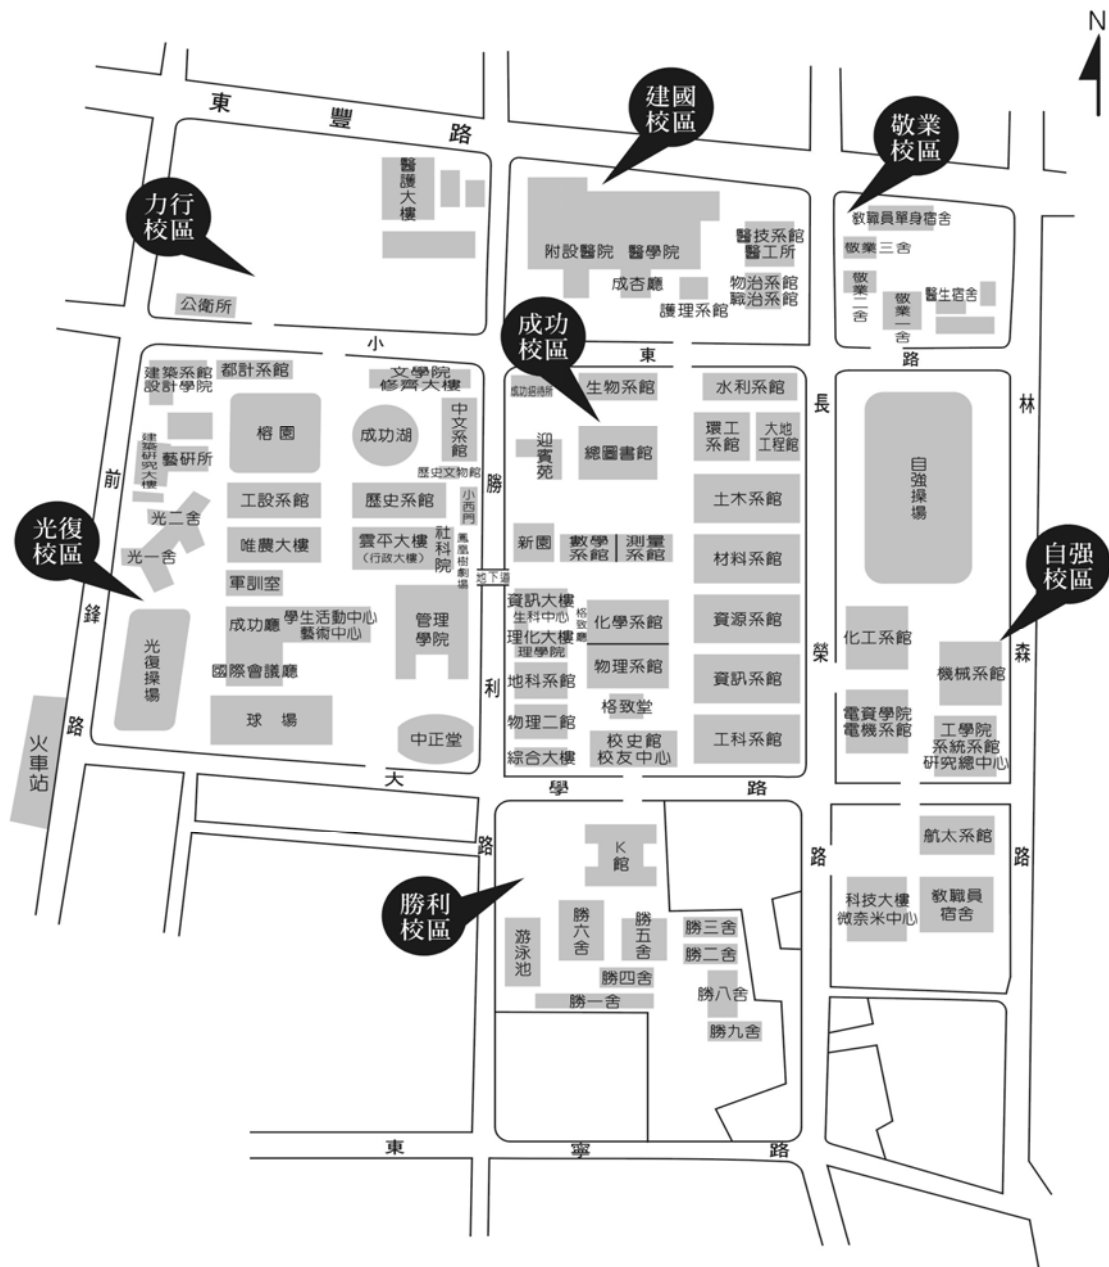 N
東豐路
建國
校區
敬業
校區
力行
校區
醫護大樓
公衛所
附設醫院
醫學院
成杏廳
護理系館
醫技系館
醫工所
物治系館
職治系館
教職員單身宿舍
敬業三舍
敬業二舍
敬業一舍
醫生宿舍
成功
校區
小東路
建築系館
設計學院
都計系館
文學院
修齊大樓
中文系館
榕園
成功湖
建築研究大樓
藝研所
歷史文物館
小西門
工設系館
歷史系館
光二舍
光一舍
唯農大樓
雲平大樓
(行政大樓)
社科院
鳳凰樹劇場
地下道
軍訓室
成功廳
學生活動中心
藝術中心
國際會議廳
管理
學院
光復
校區
光復操場
球場
中正堂
前鋒路
火車站
勝利路
成功招待所
生物系館
水利系館
迎賓苑
總圖書館
環工
系館
大地
工程館
土木系館
新園
數學
系館
測量
系館
材料系館
資訊大樓
生科中心
格致廳
理化大樓
理學院
化學系館
資源系館
地科系館
物理系館
資訊系館
物理二館
格致堂
綜合大樓
校史館
校友中心
工科系館
長榮路
林森路
自強操場
自強
校區
化工系館
機械系館
電資學院
電機系館
工學院
系統系館
研究總中心
大學路
航太系館
科技大樓
微奈米中心
教職員
宿舍
K
館
勝利
校區
游泳池
勝六舍
勝五舍
勝三舍
勝二舍
勝四舍
勝一舍
勝八舍
勝九舍
東寧路